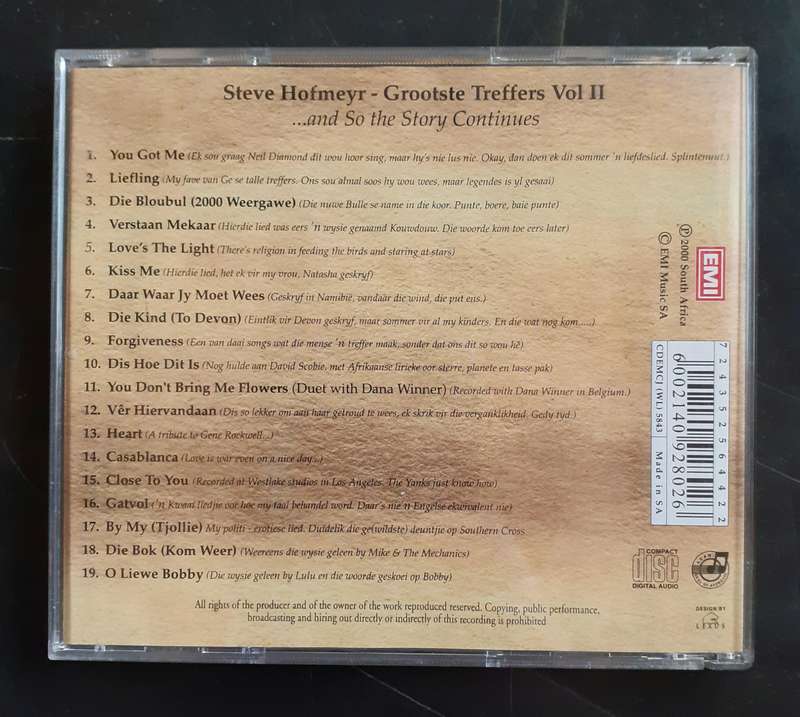 Steve Hofmeyr - Grootste Treffers Vol II
...and So the Story Continues
1. You Got Me (Ek sou graag Neil Diamond dit wou hoor sing, maar hy's nie lus nie. Okay, dan doen ek dit sommer 'n liefdeslied. Splinternuut.)
2. Liefling (My fave van Ge se talle treffers. Ons sou almal soos hy wou wees, maar legendes is yl gesaai)
3. Die Bloubul (2000 Weergawe) (Die nuwe Bulle se name in die koor. Punte, boere, baie punte)
4. Verstaan Mekaar (Hierdie lied was eers 'n wysie genaamd Kouwdouw. Die woorde kom toe eers later)
5. Love's The Light (There's religion in feeding the birds and staring at stars)
6. Kiss Me (Hierdie lied, het ek vir my vrou, Natasha geskryf)
7. Daar Waar Jy Moet Wees (Geskryf in Namibië, vandaar die wind, die put ens.)
8. Die Kind (To Devon) (Eintlik vir Devon geskryf, maar sommer vir al my kinders. En die wat nog kom.....)
9. Forgiveness (Een van daai songs wat die mense 'n treffer maak, sonder dat ons dit so wou hê)
10. Dis Hoe Dit Is (Nog hulde aan David Scobie, met Afrikaanse lirieke oor sterre, planete en tasse pak)
11. You Don't Bring Me Flowers (Duet with Dana Winner) (Recorded with Dana Winner in Belgium.)
12. Vêr Hiervandaan (Dis so lekker om aan haar getroud te wees, ek skrik vir die verganklikheid. Gedy tyd.)
13. Heart (A tribute to Gene Rockwell...)
14. Casablanca (Love is war even on a nice day...)
15. Close To You (Recorded at Westlake studios in Los Angeles. The Yanks just know how)
16. Gatvol ('n Kwaai liedjie oor hoe my taal behandel word. Daar's nie 'n Engelse ekwivalent nie)
17. By My (Tjollie) My politi - erotiese lied. Duidelik die ge(wildste) deuntjie op Southern Cross
18. Die Bok (Kom Weer) (Weereens die wysie geleen by Mike & The Mechanics)
19. O Liewe Bobby (Die wysie geleen by Lulu en die woorde geskoei op Bobby)
All rights of the producer and of the owner of the work reproduced reserved. Copying, public performance,
broadcasting and hiring out directly or indirectly of this recording is prohibited
EMI
℗ 2000 South Africa
© EMI Music SA
724352564422
6002140928026
CDEMCJ (WL) 5843 Made in SA
COMPACT
disc
DIGITAL AUDIO
DESIGN BY
LEXUS